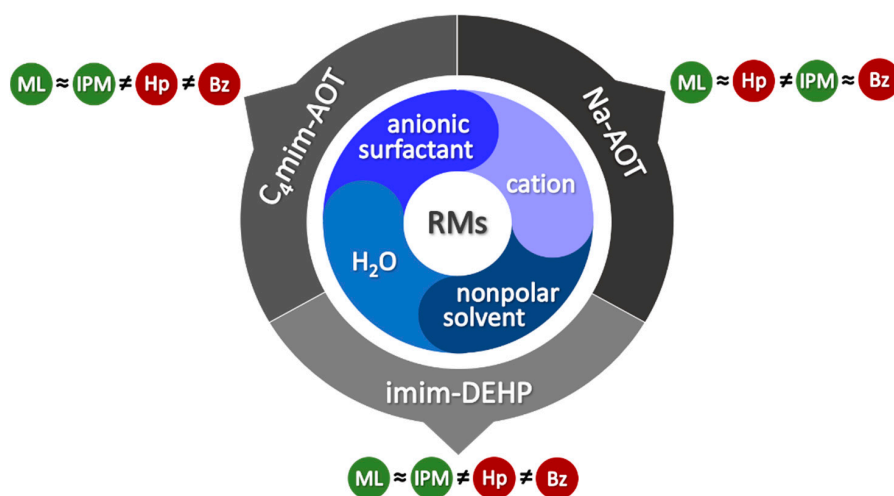 ML ≈ IPM ≠ Hp ≠ Bz
ML ≈ Hp ≠ IPM ≈ Bz
C₄mim-AOT
Na-AOT
anionic
surfactant
cation
RMs
H₂O
nonpolar
solvent
imim-DEHP
ML ≈ IPM ≠ Hp ≠ Bz